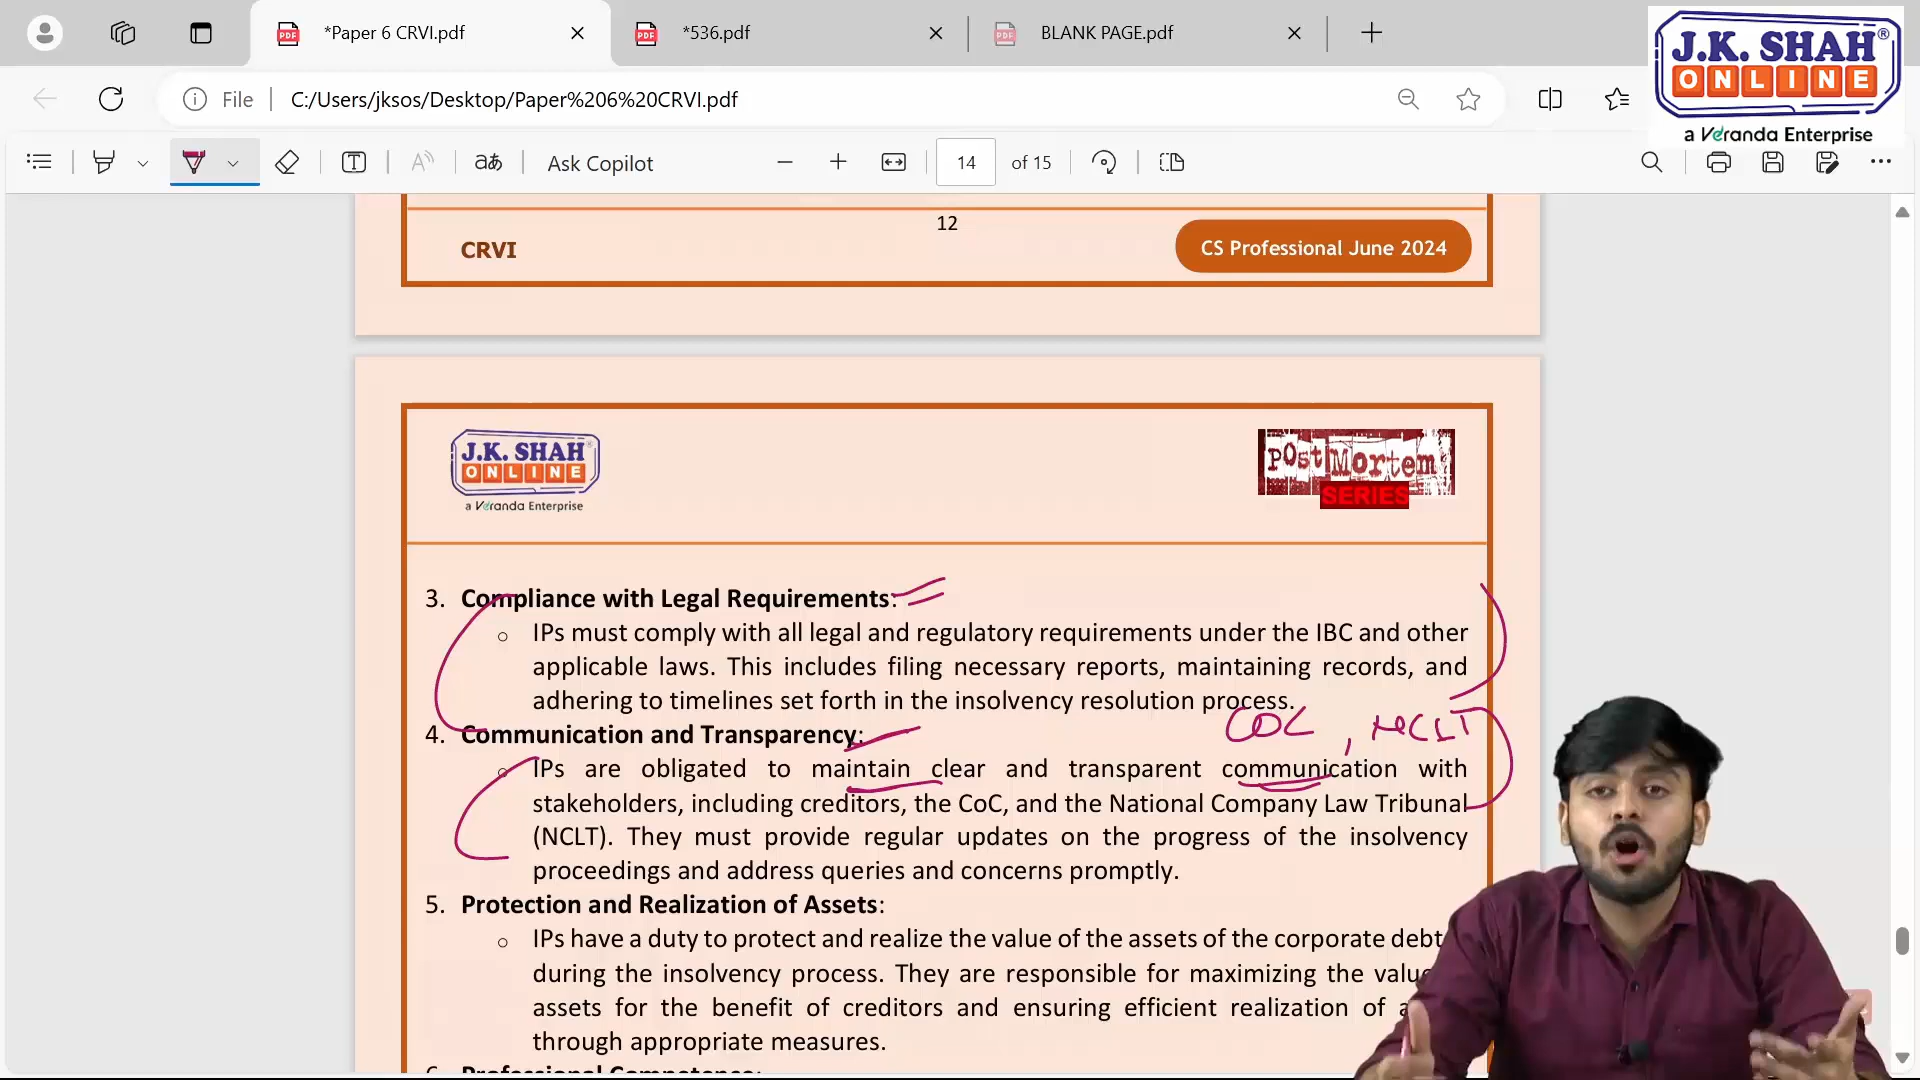 *Paper 6 CRVI.pdf
*536.pdf
BLANK PAGE.pdf
J.K. SHAH®
ONLINE
a Veranda Enterprise
File
C:/Users/jksos/Desktop/Paper%206%20CRVI.pdf
aあ
Ask Copilot
14
of 15
12
CRVI
CS Professional June 2024
J.K. SHAH
ONLINE
a Veranda Enterprise
POst MOrtem
SERIES
3. Compliance with Legal Requirements:
IPs must comply with all legal and regulatory requirements under the IBC and other
applicable laws. This includes filing necessary reports, maintaining records, and
adhering to timelines set forth in the insolvency resolution process.
COC, NCLT
4. Communication and Transparency:
IPs are obligated to maintain clear and transparent communication with
stakeholders, including creditors, the CoC, and the National Company Law Tribunal
(NCLT). They must provide regular updates on the progress of the insolvency
proceedings and address queries and concerns promptly.
5. Protection and Realization of Assets:
IPs have a duty to protect and realize the value of the assets of the corporate debt
during the insolvency process. They are responsible for maximizing the value
assets for the benefit of creditors and ensuring efficient realization of
through appropriate measures.
6. Professional Competence: